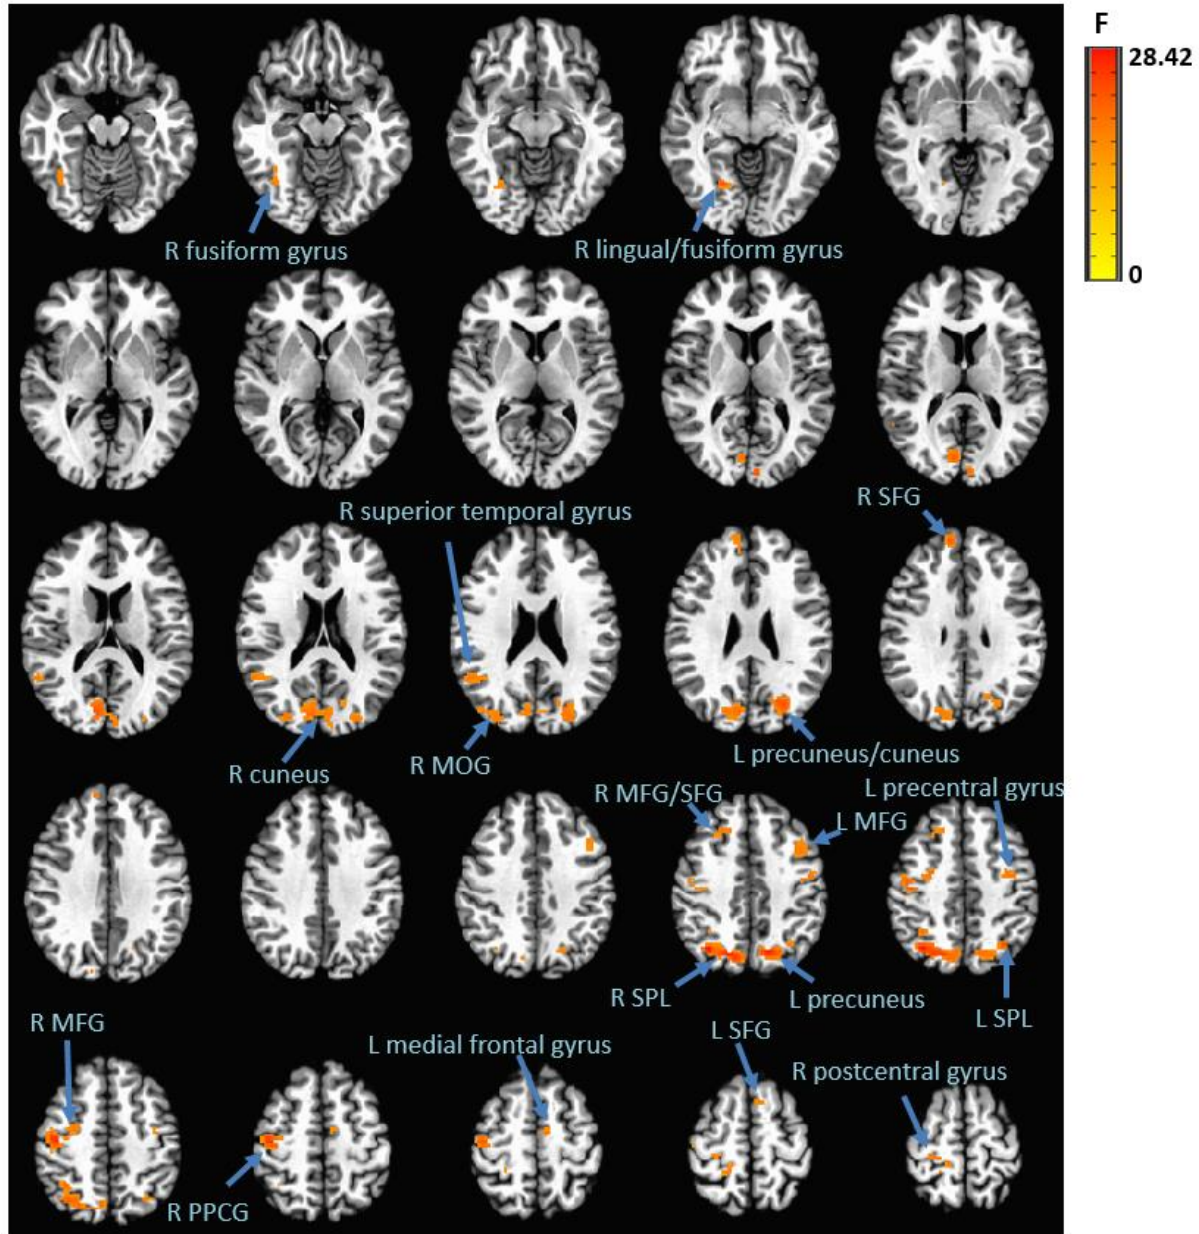 F
28.42
0
R fusiform gyrus
R lingual/fusiform gyrus
R SFG
R superior temporal gyrus
R cuneus
R MOG
L precuneus/cuneus
R MFG/SFG
L precentral gyrus
L MFG
R SPL
L precuneus
L SPL
R MFG
L medial frontal gyrus
L SFG
R postcentral gyrus
R PPCG